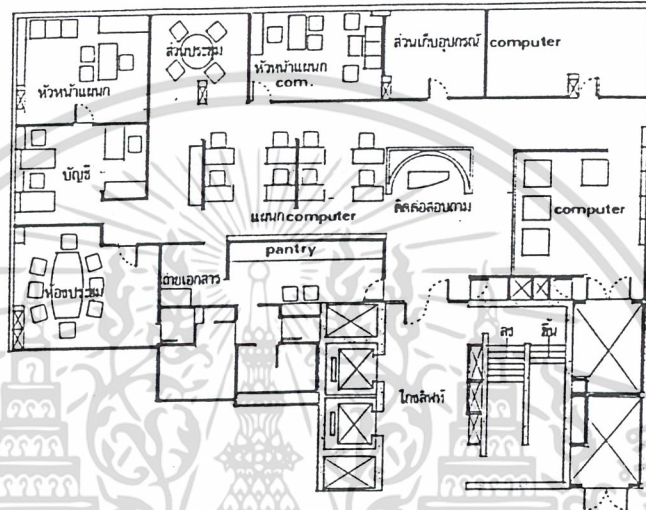 ส่วนประชุม
หัวหน้าแผนก
com.
ส่วนเก็บอุปกรณ์
computer
หัวหน้าแผนก
บัญชี
แผนกcomputer
ติดต่อสอบถาม
computer
pantry
ห้องประชุม
ถ่ายเอกสาร
ลง
ขึ้น
โถงลิฟท์